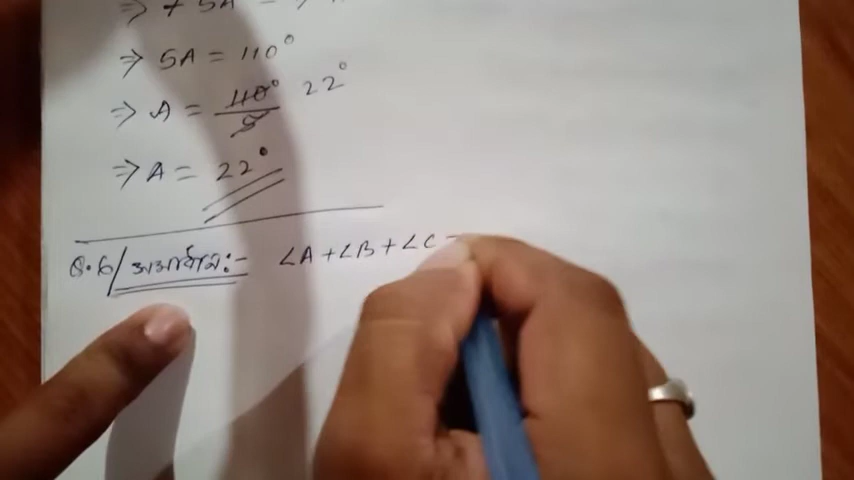 ⇒ 5A = 110°
⇒ A = 110°/5 22°
⇒ A = 22°
Q.6/ সমাধান:- ∠A + ∠B + ∠C =